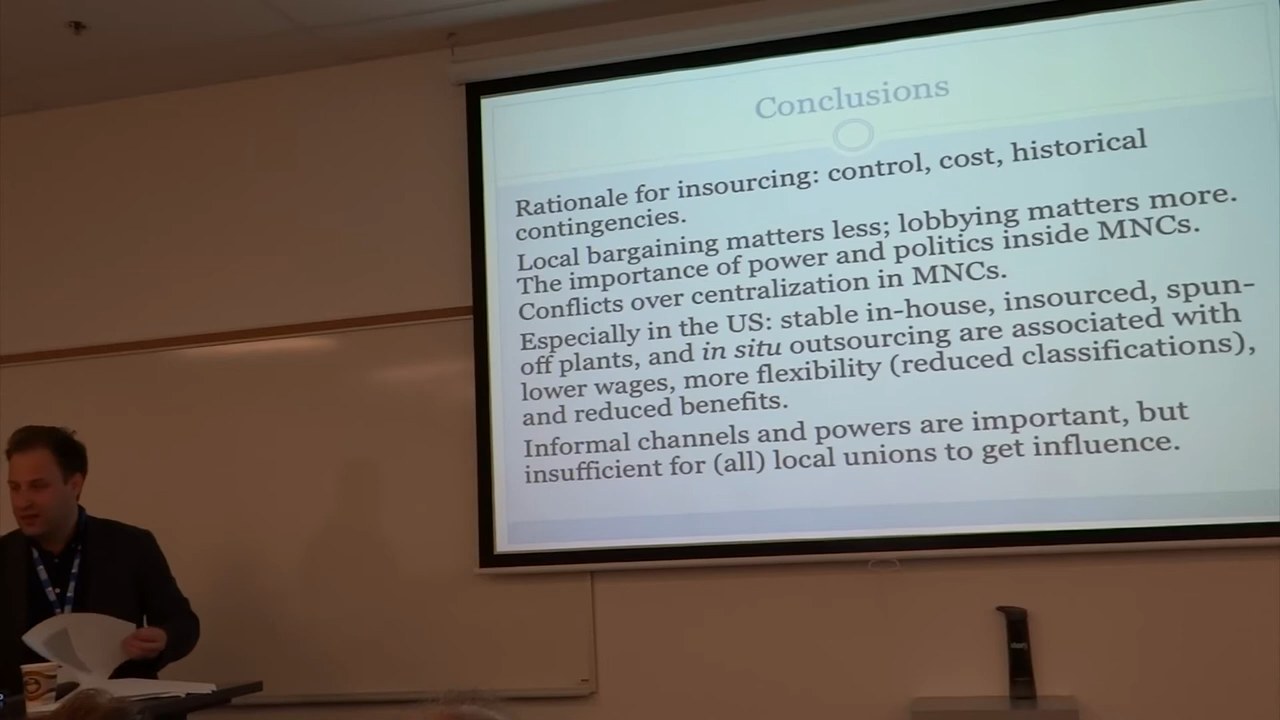 Conclusions
Rationale for insourcing: control, cost, historical
contingencies.
Local bargaining matters less; lobbying matters more.
The importance of power and politics inside MNCs.
Conflicts over centralization in MNCs.
Especially in the US: stable in-house, insourced, spun-
off plants, and in situ outsourcing are associated with
lower wages, more flexibility (reduced classifications),
and reduced benefits.
Informal channels and powers are important, but
insufficient for (all) local unions to get influence.